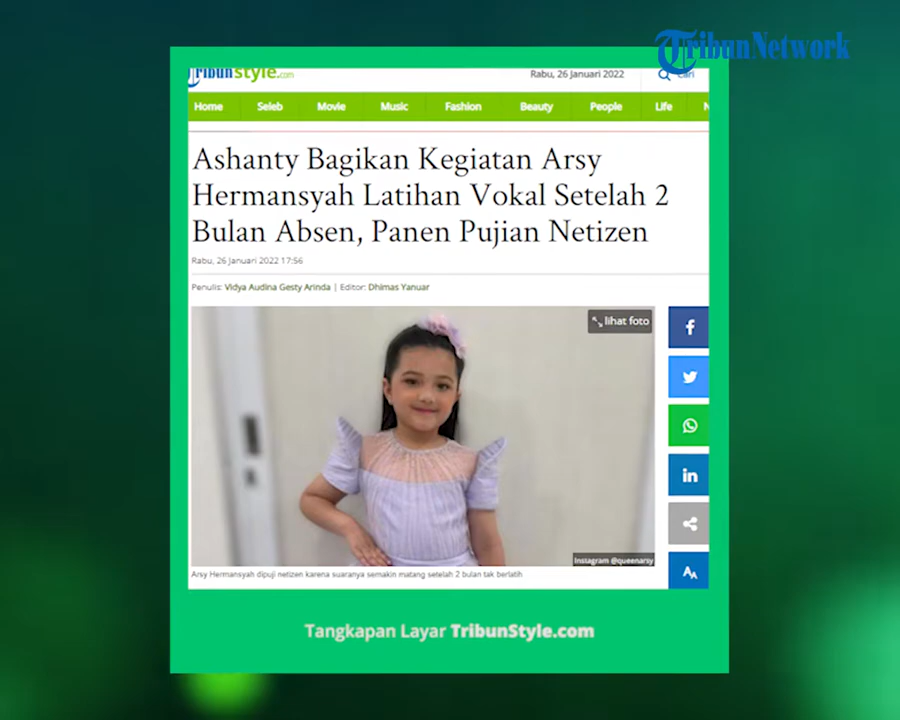 TribunNetwork
Tribunstyle.com
Rabu, 26 Januari 2022
Cari
Home Seleb Movie Music Fashion Beauty People Life N
Ashanty Bagikan Kegiatan Arsy
Hermansyah Latihan Vokal Setelah 2
Bulan Absen, Panen Pujian Netizen
Rabu, 26 Januari 2022 17:56
Penulis: Vidya Audina Gesty Arinda | Editor: Dhimas Yanuar
lihat foto
f
in
Instagram @queenarsy
AA
Arsy Hermansyah dipuji netizen karena suaranya semakin matang setelah 2 bulan tak berlatih
Tangkapan Layar TribunStyle.com